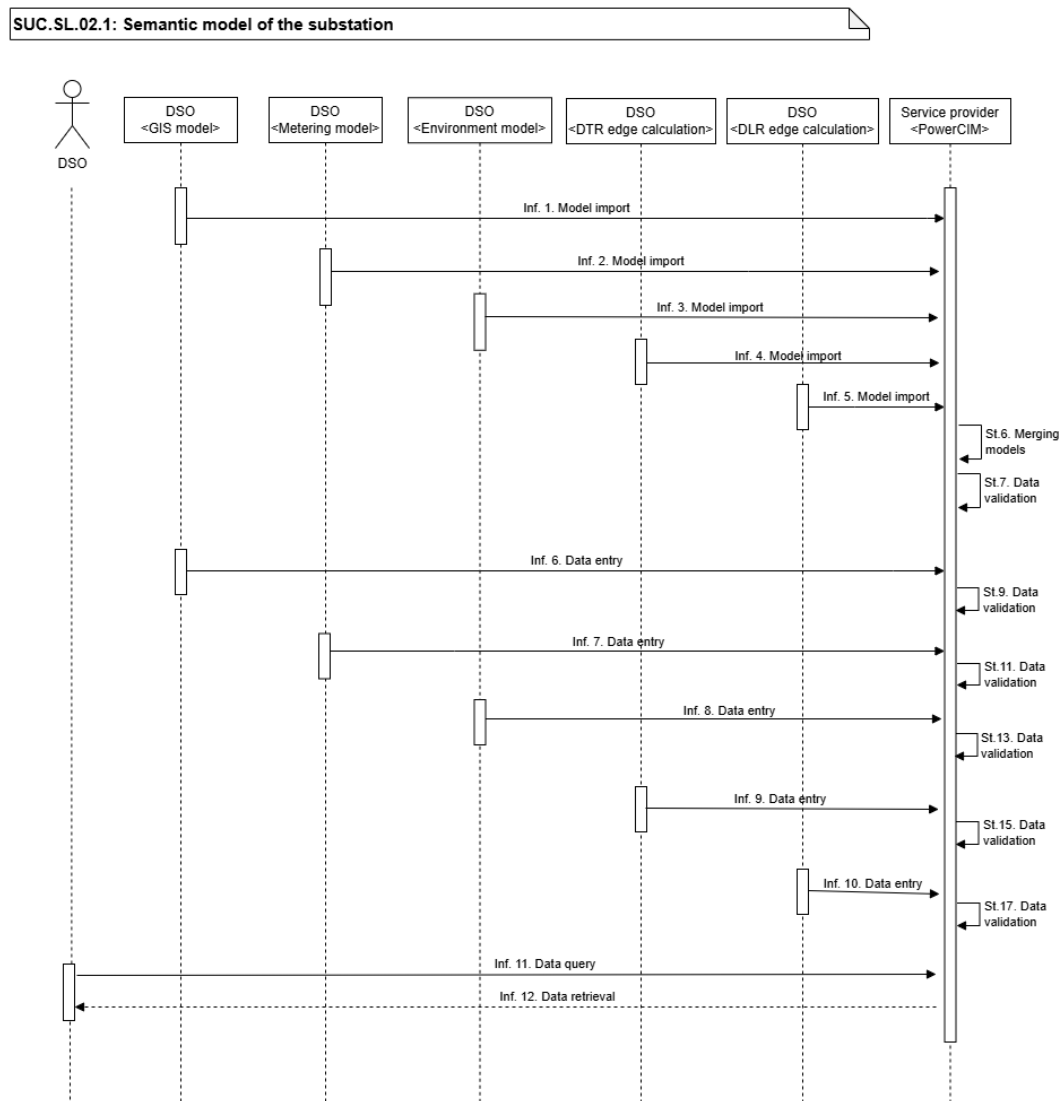 SUC.SL.02.1: Semantic model of the substation
DSO
<GIS model>
DSO
<Metering model>
DSO
<Environment model>
DSO
<DTR edge calculation>
DSO
<DLR edge calculation>
Service provider
<PowerCIM>
DSO
Inf. 1. Model import
Inf. 2. Model import
Inf. 3. Model import
Inf. 4. Model import
Inf. 5. Model import
St.6. Merging
models
St.7. Data
validation
Inf. 6. Data entry
St.9. Data
validation
Inf. 7. Data entry
St.11. Data
validation
Inf. 8. Data entry
St.13. Data
validation
Inf. 9. Data entry
St.15. Data
validation
Inf. 10. Data entry
St.17. Data
validation
Inf. 11. Data query
Inf. 12. Data retrieval